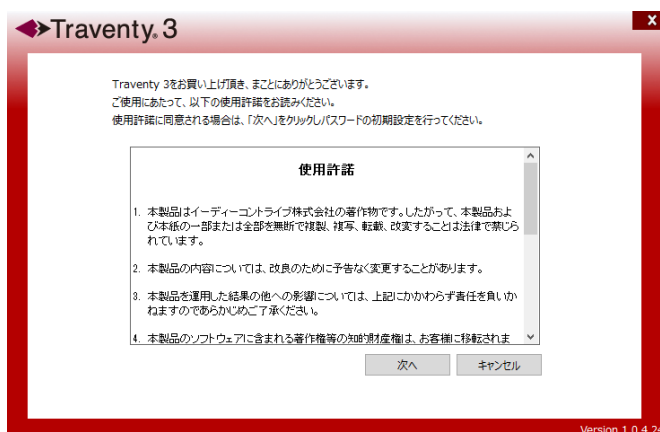 Traventy® 3
X
Traventy 3をお買い上げ頂き、まことにありがとうございます。
ご使用にあたって、以下の使用許諾をお読みください。
使用許諾に同意される場合は、「次へ」をクリックしパスワードの初期設定を行ってください。
使用許諾
1. 本製品はイーディーコントライブ株式会社の著作物です。したがって、本製品およ
び本紙の一部または全部を無断で複製、複写、転載、改変することは法律で禁じら
れています。
2. 本製品の内容については、改良のために予告なく変更することがあります。
3. 本製品を運用した結果の他への影響については、上記にかかわらず責任を負いか
ねますのであらかじめご了承ください。
4. 本製品のソフトウェアに含まれる著作権等の知的財産権は、お客様に移転されま
次へ
キャンセル
Version 1.0.4.24